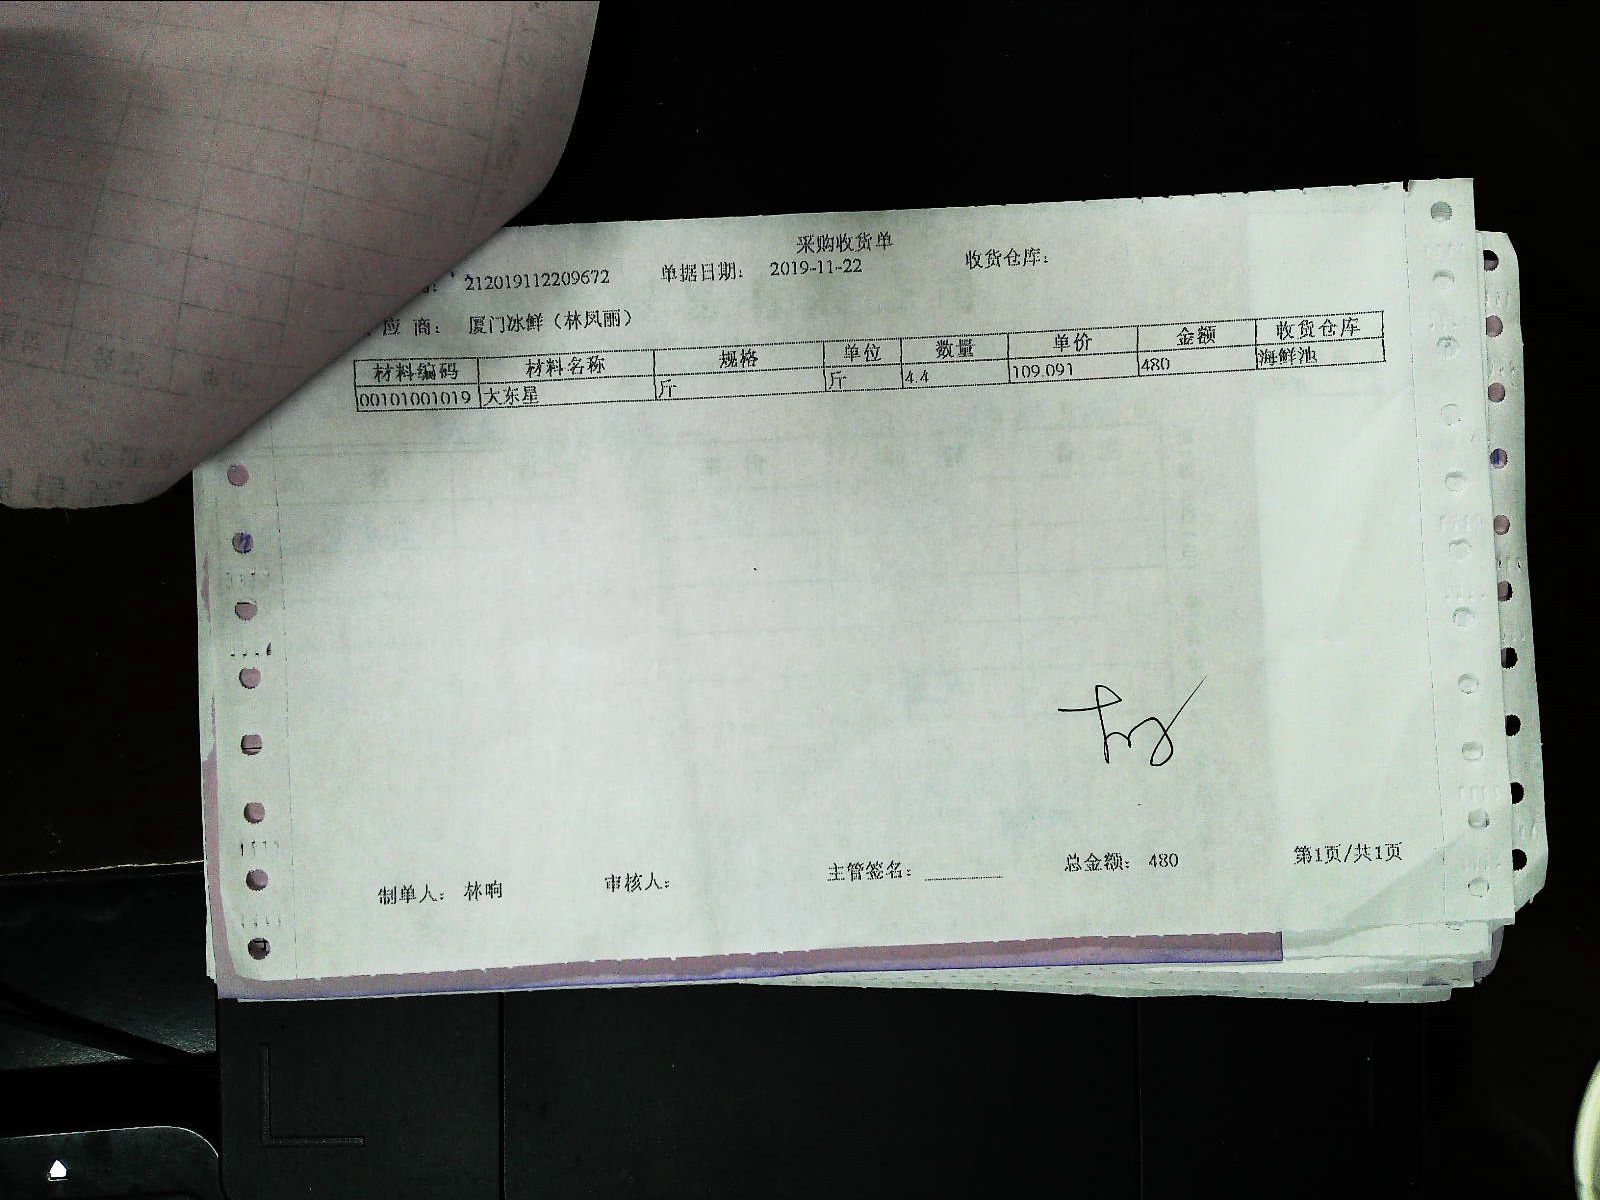 采购收货单
212019112209672 单据日期： 2019-11-22 收货仓库：
应 商： 厦门冰鲜（林凤丽）
材料编码 材料名称 规格 单位 数量 单价 金额 收货仓库
00101001019 大东星 斤 斤 4.4 109.091 480 海鲜池
制单人： 林响 审核人： 主管签名： 总金额： 480 第1页/共1页